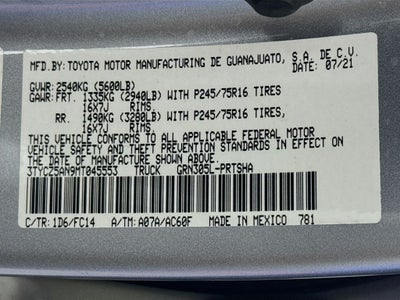 MFD.BY:TOYOTA MOTOR MANUFACTURING DE GUANAJUATO, S.A. DE C.V.
DATE: 07/21
GVWR: 2540KG (5600LB)
GAWR:FRT. 1335KG (2940LB) WITH P245/75R16 TIRES
16X7J RIMS,
RR. 1490KG (3280LB) WITH P245/75R16 TIRES
16X7J RIMS,
THIS VEHICLE CONFORMS TO ALL APPLICABLE FEDERAL MOTOR
VEHICLE SAFETY AND THEFT PREVENTION STANDARDS IN EFFECT ON THE DATE OF MANUFACTURE SHOWN ABOVE.
3TYCZ5AN9MT045553 TRUCK GRN305L-PRTSHA
C/TR: 1D6/FC14 A/TM: A07A/AC60F MADE IN MEXICO 781